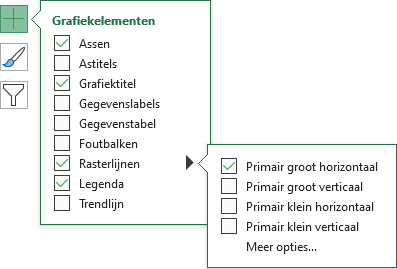 Grafiekelementen
Assen
Astitels
Grafiektitel
Gegevenslabels
Gegevenstabel
Foutbalken
Rasterlijnen
Legenda
Trendlijn
Primair groot horizontaal
Primair groot verticaal
Primair klein horizontaal
Primair klein verticaal
Meer opties...